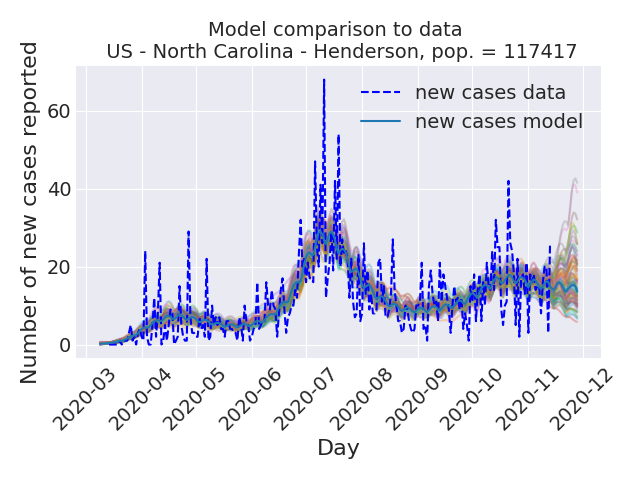 Model comparison to data
US - North Carolina - Henderson, pop. = 117417
Number of new cases reported
60
40
20
0
new cases data
new cases model
2020-03
2020-04
2020-05
2020-06
2020-07
2020-08
2020-09
2020-10
2020-11
2020-12
Day